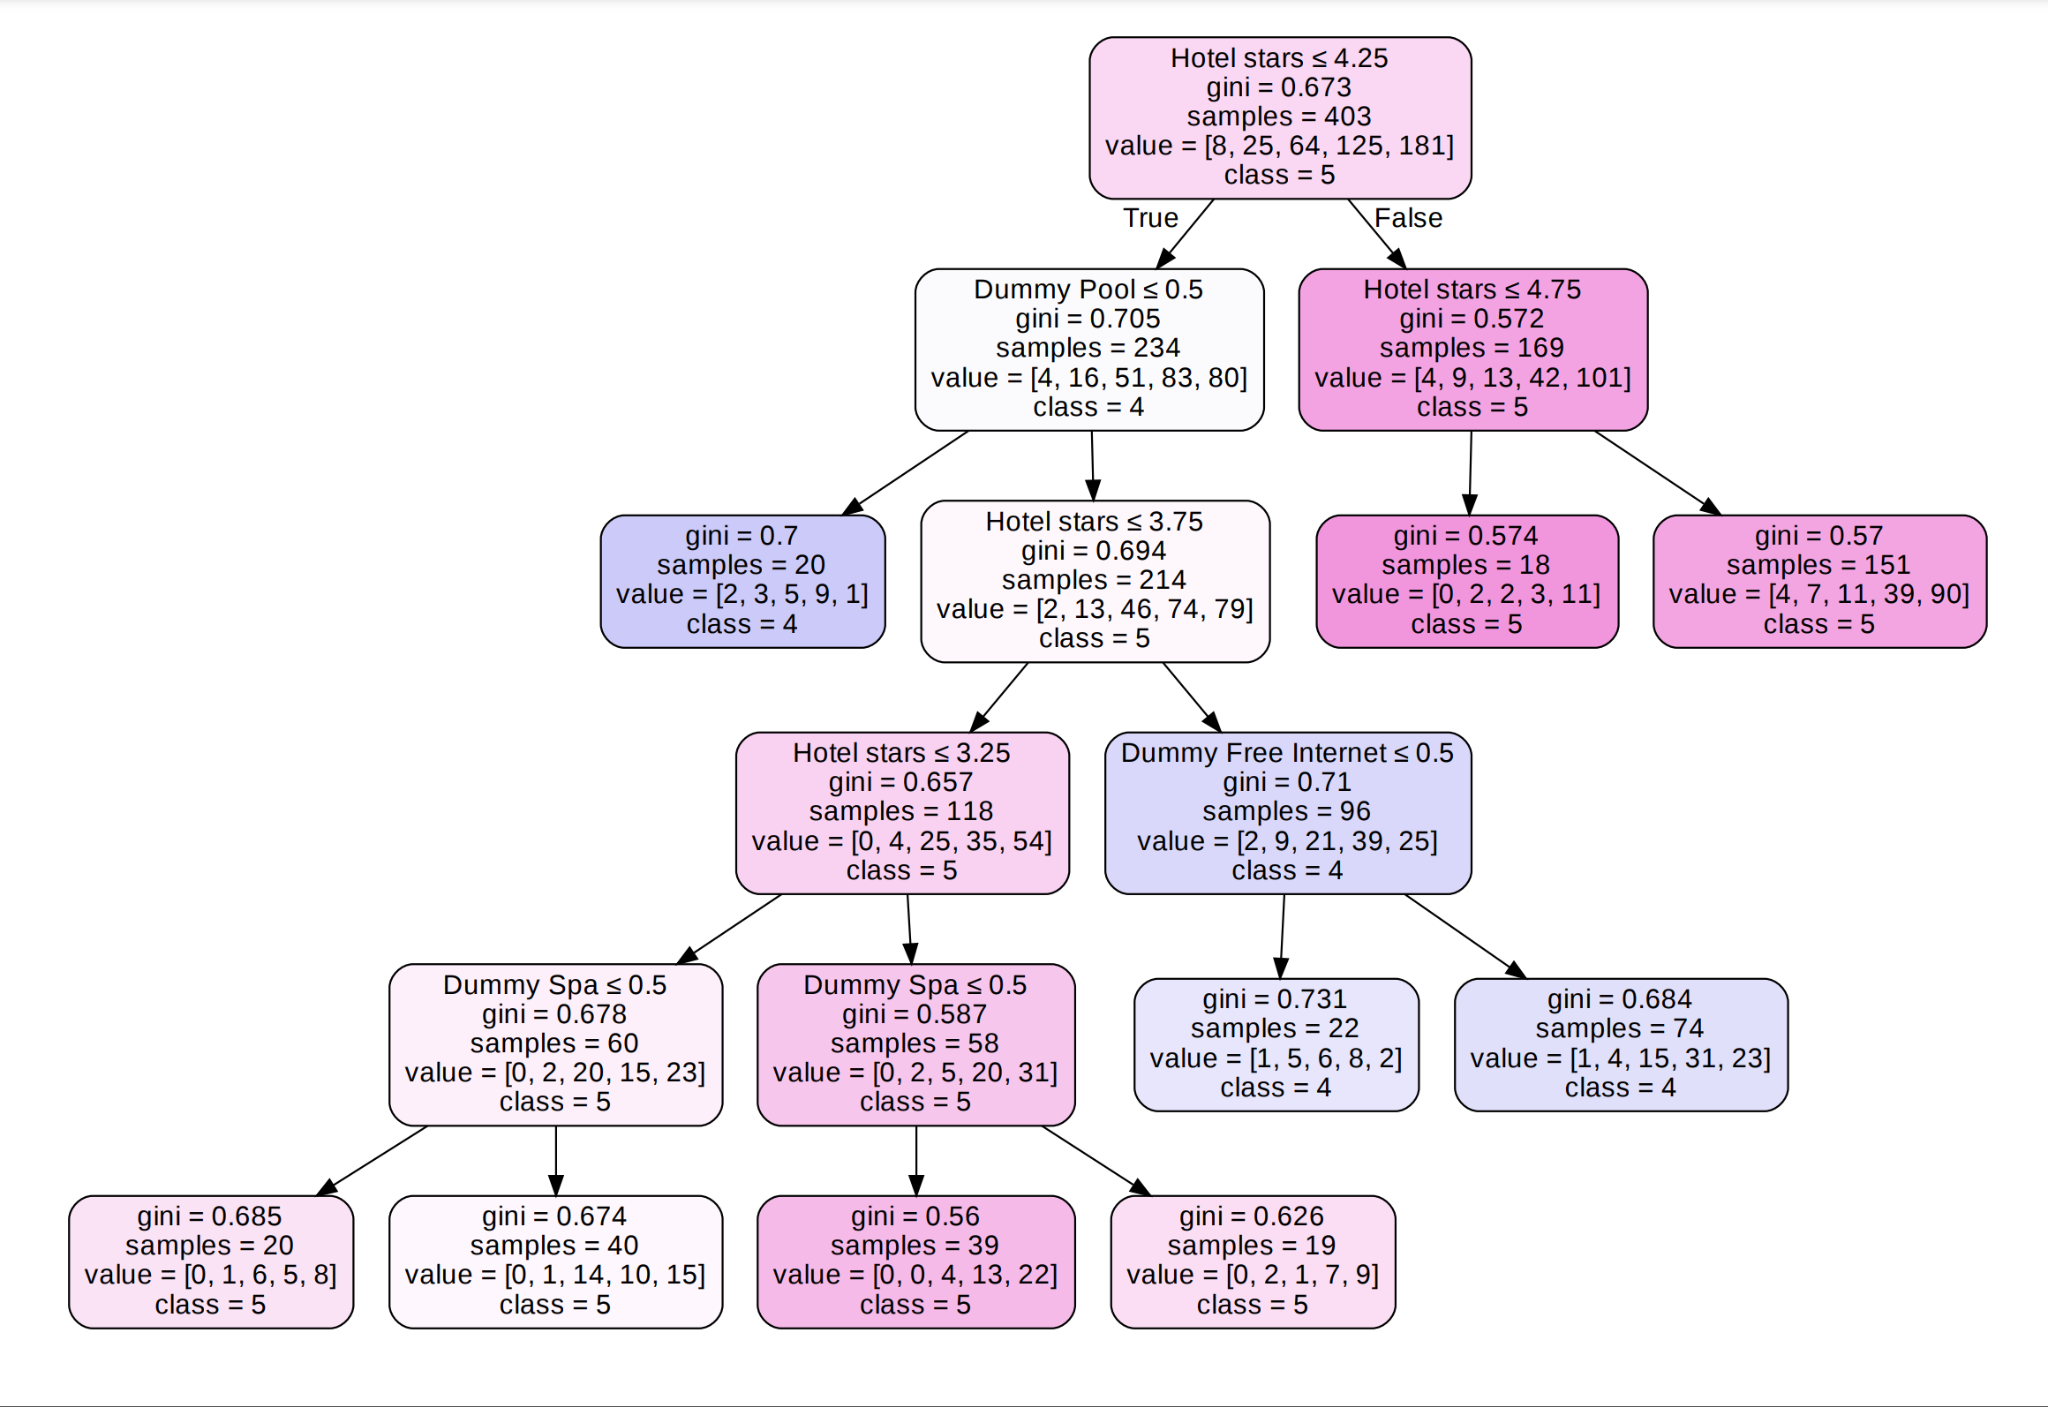 Hotel stars ≤ 4.25
gini = 0.673
samples = 403
value = [8, 25, 64, 125, 181]
class = 5
True
False
Dummy Pool ≤ 0.5
gini = 0.705
samples = 234
value = [4, 16, 51, 83, 80]
class = 4
Hotel stars ≤ 4.75
gini = 0.572
samples = 169
value = [4, 9, 13, 42, 101]
class = 5
gini = 0.7
samples = 20
value = [2, 3, 5, 9, 1]
class = 4
Hotel stars ≤ 3.75
gini = 0.694
samples = 214
value = [2, 13, 46, 74, 79]
class = 5
gini = 0.574
samples = 18
value = [0, 2, 2, 3, 11]
class = 5
gini = 0.57
samples = 151
value = [4, 7, 11, 39, 90]
class = 5
Hotel stars ≤ 3.25
gini = 0.657
samples = 118
value = [0, 4, 25, 35, 54]
class = 5
Dummy Free Internet ≤ 0.5
gini = 0.71
samples = 96
value = [2, 9, 21, 39, 25]
class = 4
Dummy Spa ≤ 0.5
gini = 0.678
samples = 60
value = [0, 2, 20, 15, 23]
class = 5
Dummy Spa ≤ 0.5
gini = 0.587
samples = 58
value = [0, 2, 5, 20, 31]
class = 5
gini = 0.731
samples = 22
value = [1, 5, 6, 8, 2]
class = 4
gini = 0.684
samples = 74
value = [1, 4, 15, 31, 23]
class = 4
gini = 0.685
samples = 20
value = [0, 1, 6, 5, 8]
class = 5
gini = 0.674
samples = 40
value = [0, 1, 14, 10, 15]
class = 5
gini = 0.56
samples = 39
value = [0, 0, 4, 13, 22]
class = 5
gini = 0.626
samples = 19
value = [0, 2, 1, 7, 9]
class = 5